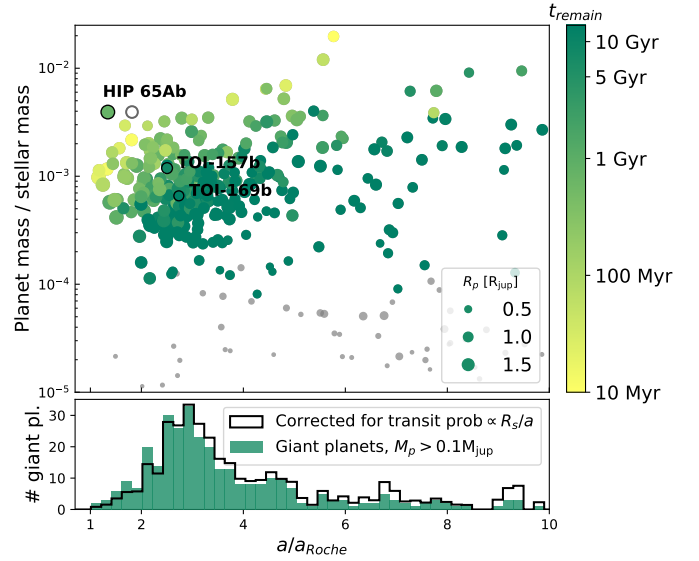 t_remain
10 Gyr
5 Gyr
1 Gyr
100 Myr
10 Myr
Planet mass / stellar mass
10⁻²
10⁻³
10⁻⁴
10⁻⁵
HIP 65Ab
TOI-157b
TOI-169b
R_p [R_jup]
0.5
1.0
1.5
# giant pl.
30
20
10
0
Corrected for transit prob ∝ R_s/a
Giant planets, M_p > 0.1M_jup
2 4 6 8 10
1
a/a_Roche